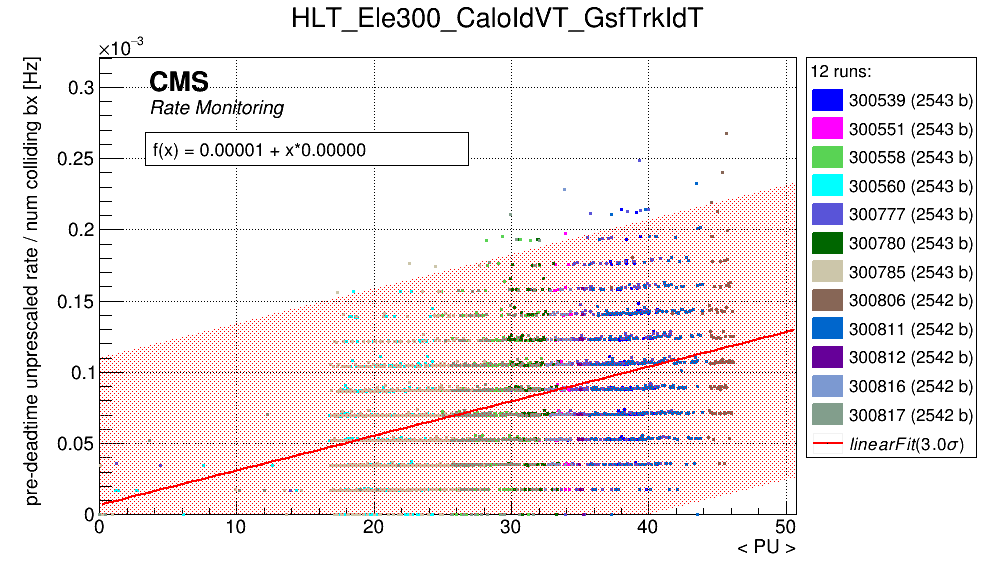 HLT_Ele300_CaloIdVT_GsfTrkIdT
×10⁻³
pre-deadtime unprescaled rate / num colliding bx [Hz]
0.3
0.25
0.2
0.15
0.1
0.05
0
CMS
Rate Monitoring
f(x) = 0.00001 + x*0.00000
0 10 20 30 40 50
< PU >
12 runs:
300539 (2543 b)
300551 (2543 b)
300558 (2543 b)
300560 (2543 b)
300777 (2543 b)
300780 (2543 b)
300785 (2543 b)
300806 (2542 b)
300811 (2542 b)
300812 (2542 b)
300816 (2542 b)
300817 (2542 b)
linearFit(3.0σ)